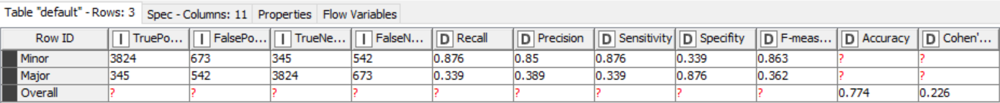 Table "default" - Rows: 3 Spec - Columns: 11 Properties Flow Variables
Row ID I TruePo... I FalsePo... I TrueNe... I FalseN... D Recall D Precision D Sensitivity D Specifity D F-meas... D Accuracy D Cohen'...
Minor 3824 673 345 542 0.876 0.85 0.876 0.339 0.863 ? ?
Major 345 542 3824 673 0.339 0.389 0.339 0.876 0.362 ? ?
Overall ? ? ? ? ? ? ? ? ? 0.774 0.226